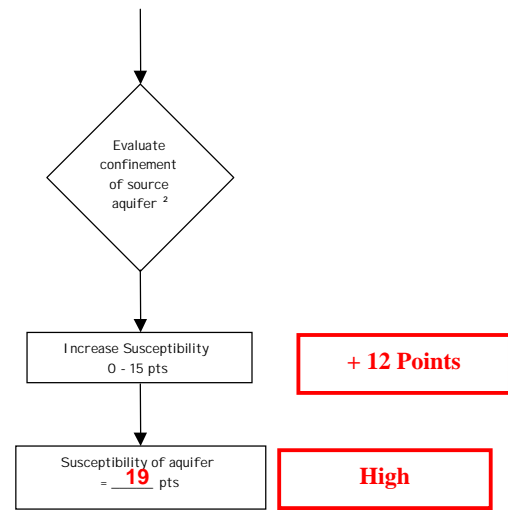 Evaluate
confinement
of source
aquifer ²
Increase Susceptibility
0 - 15 pts
+ 12 Points
Susceptibility of aquifer
= 19 pts
High